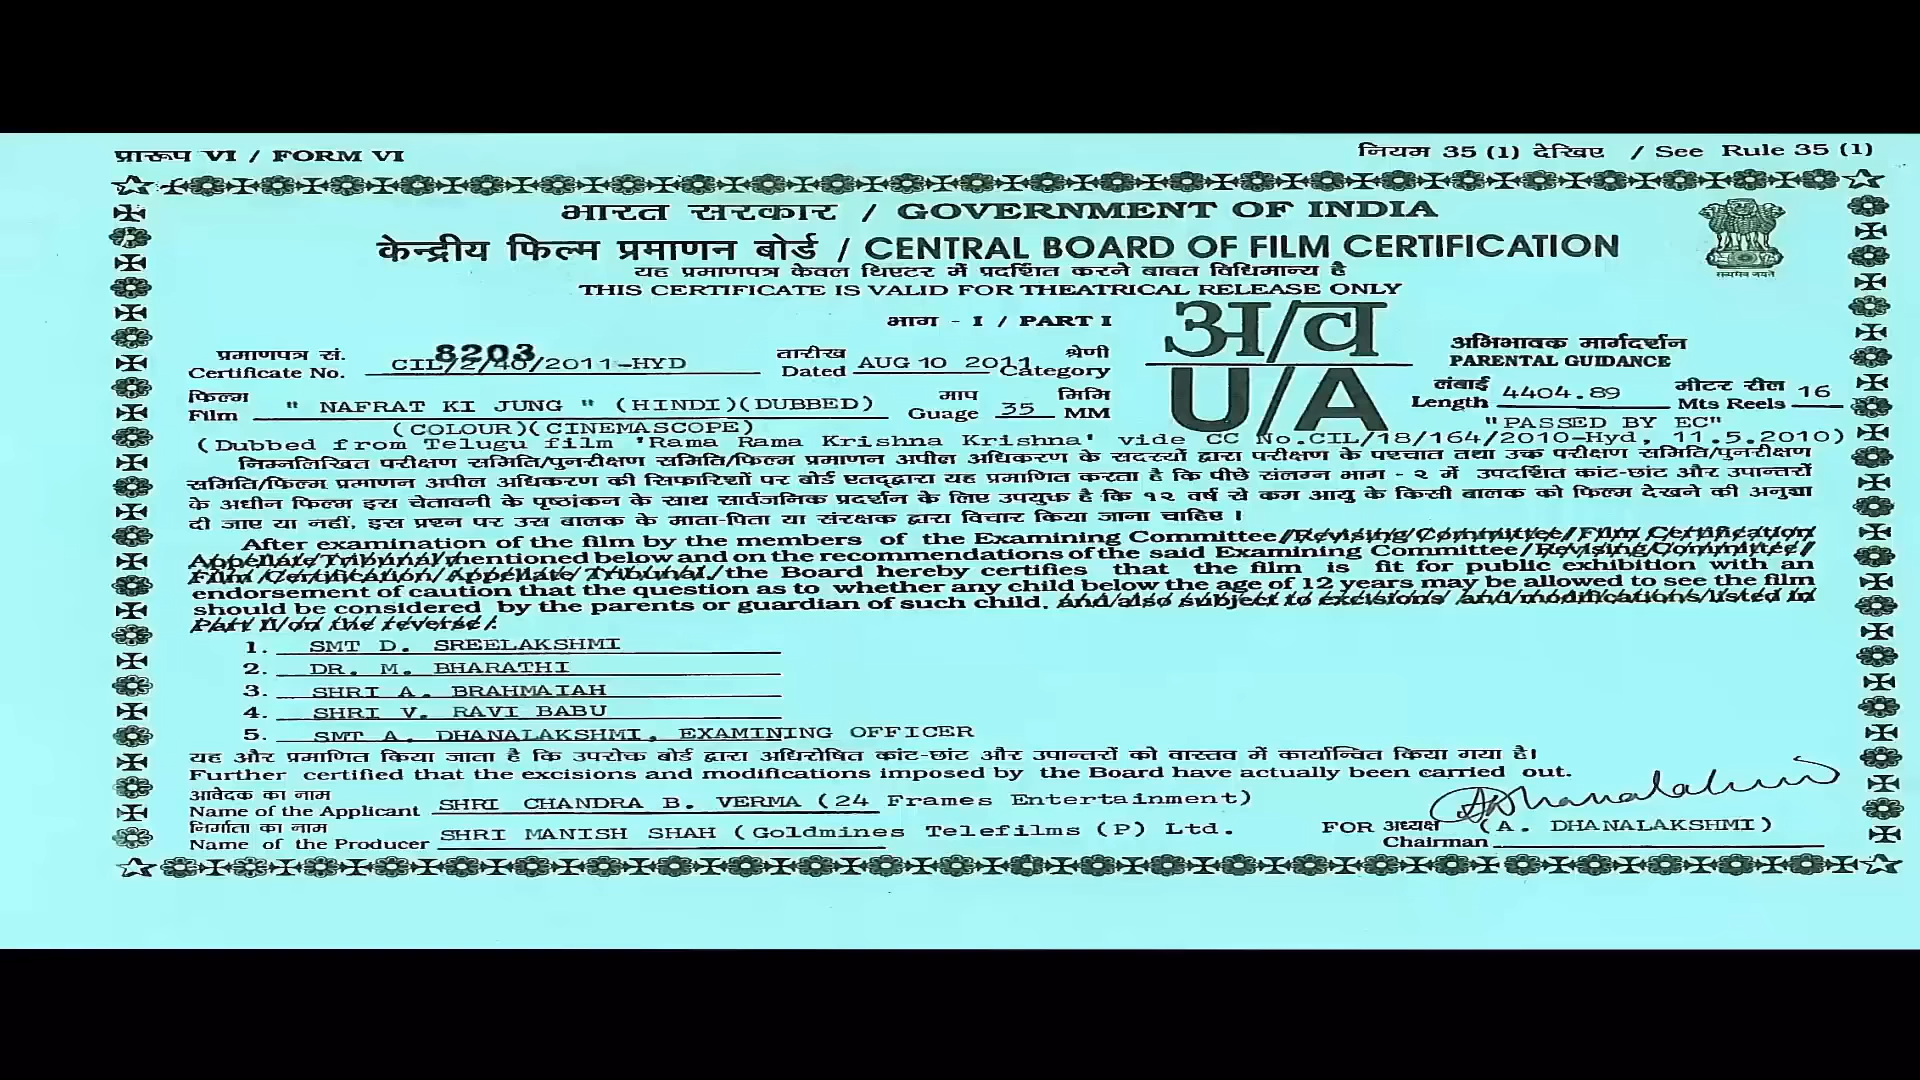 प्रारूप VI / FORM VI
नियम 35 (1) देखिए / See Rule 35 (1)
भारत सरकार / GOVERNMENT OF INDIA
सत्यमेव जयते
केन्द्रीय फिल्म प्रमाणन बोर्ड / CENTRAL BOARD OF FILM CERTIFICATION
यह प्रमाणपत्र केवल थिएटर में प्रदर्शित करने बाबत विधिमान्य है
THIS CERTIFICATE IS VALID FOR THEATRICAL RELEASE ONLY
भाग - I / PART I
अ/व
U/A
अभिभावक मार्गदर्शन
PARENTAL GUIDANCE
प्रमाणपत्र सं. 8203 तारीख श्रेणी
Certificate No. CIL/2/40/2011-HYD Dated AUG 10 2011 Category
फिल्म माप मिमि लंबाई मीटर रील
Film " NAFRAT KI JUNG " (HINDI)(DUBBED) Guage 35 MM Length 4404.89 Mts Reels 16
(COLOUR)(CINEMASCOPE) "PASSED BY EC"
(Dubbed from Telugu film 'Rama Rama Krishna Krishna' vide CC No.CIL/18/164/2010-Hyd, 11.5.2010)
निम्नलिखित परीक्षण समिति/पुनरीक्षण समिति/फिल्म प्रमाणन अपील अधिकरण के सदस्यों द्वारा परीक्षण के पश्चात तथा उक्त परीक्षण समिति/पुनरीक्षण
समिति/फिल्म प्रमाणन अपील अधिकरण की सिफारिशों पर बोर्ड एतद्द्वारा यह प्रमाणित करता है कि पीछे संलग्न भाग - २ में उपदर्शित कांट-छांट और उपान्तरों
के अधीन फिल्म इस चेतावनी के पृष्ठांकन के साथ सार्वजनिक प्रदर्शन के लिए उपयुक्त है कि १२ वर्ष से कम आयु के किसी बालक को फिल्म देखने की अनुज्ञा
दी जाए या नहीं, इस प्रश्न पर उस बालक के माता-पिता या संरक्षक द्वारा विचार किया जाना चाहिए ।
After examination of the film by the members of the Examining Committee/Revising/Committee/Film Certification
Appellate Tribunal mentioned below and on the recommendations of the said Examining Committee/Revising/Committee/
Film Certification/Appellate Tribunal./the Board hereby certifies that the film is fit for public exhibition with an
endorsement of caution that the question as to whether any child below the age of 12 years may be allowed to see the film
should be considered by the parents or guardian of such child. and/also subject to excisions and/modifications/listed in
Part II/on the reverse/.
1. SMT D. SREELAKSHMI
2. DR. M. BHARATHI
3. SHRI A. BRAHMAIAH
4. SHRI V. RAVI BABU
5. SMT A. DHANALAKSHMI, EXAMINING OFFICER
यह और प्रमाणित किया जाता है कि उपरोक्त बोर्ड द्वारा अधिरोपित कांट-छांट और उपान्तरों को वास्तव में कार्यान्वित किया गया है।
Further certified that the excisions and modifications imposed by the Board have actually been carried out.
आवेदक का नाम
Name of the Applicant SHRI CHANDRA B. VERMA (24 Frames Entertainment)
A Dhanalakshmi
निर्माता का नाम
Name of the Producer SHRI MANISH SHAH (Goldmines Telefilms (P) Ltd.
FOR अध्यक्ष (A. DHANALAKSHMI)
Chairman